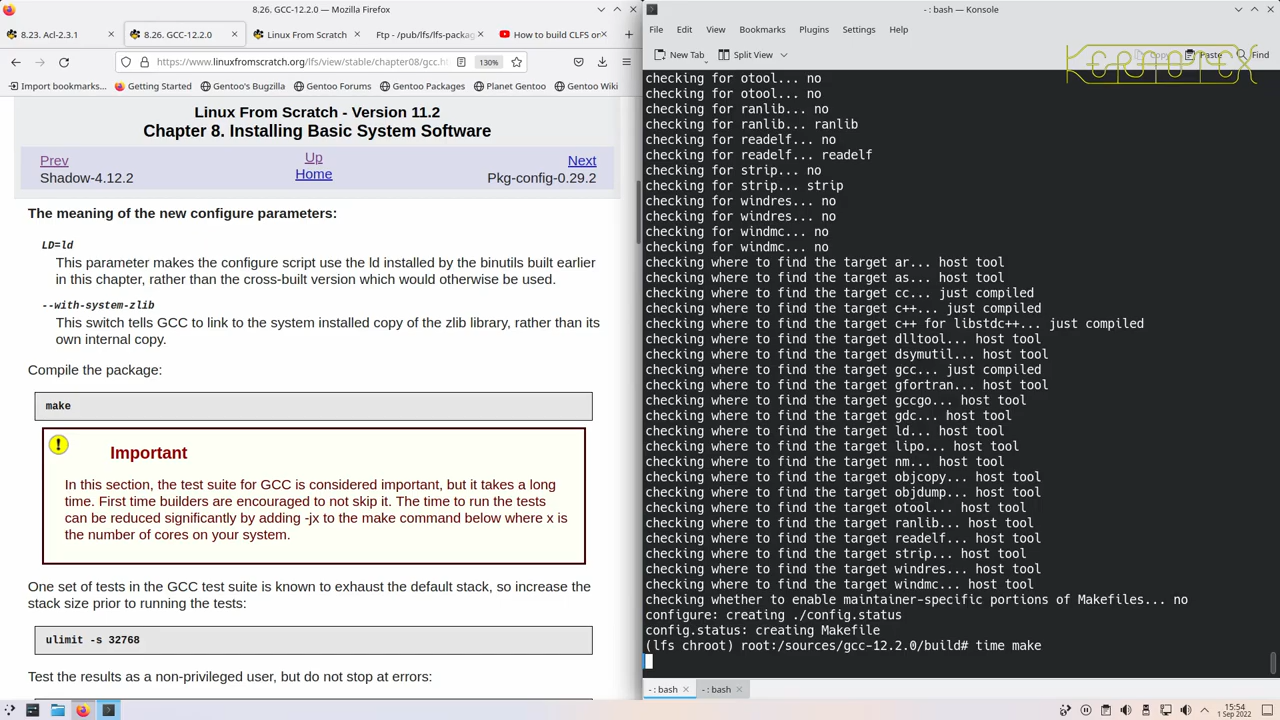 8.26. GCC-12.2.0 — Mozilla Firefox
8.23. Acl-2.3.1
8.26. GCC-12.2.0
Linux From Scratch
Ftp - /pub/lfs/lfs-packag
How to build CLFS on
https://www.linuxfromscratch.org/lfs/view/stable/chapter08/gcc.h
130%
Import bookmarks...
Getting Started
Gentoo's Bugzilla
Gentoo Forums
Gentoo Packages
Planet Gentoo
Gentoo Wiki
Linux From Scratch - Version 11.2
Chapter 8. Installing Basic System Software
Prev
Up
Next
Shadow-4.12.2
Home
Pkg-config-0.29.2
The meaning of the new configure parameters:
LD=ld
This parameter makes the configure script use the ld installed by the binutils built earlier
in this chapter, rather than the cross-built version which would otherwise be used.
--with-system-zlib
This switch tells GCC to link to the system installed copy of the zlib library, rather than its
own internal copy.
Compile the package:
make
!
Important
In this section, the test suite for GCC is considered important, but it takes a long
time. First time builders are encouraged to not skip it. The time to run the tests
can be reduced significantly by adding -jx to the make command below where x is
the number of cores on your system.
One set of tests in the GCC test suite is known to exhaust the default stack, so increase the
stack size prior to running the tests:
ulimit -s 32768
Test the results as a non-privileged user, but do not stop at errors:
- : bash — Konsole
File Edit View Bookmarks Plugins Settings Help
New Tab
Split View
Copy
Paste
Find
KERNOTEX
checking for otool... no
checking for otool... no
checking for ranlib... no
checking for ranlib... ranlib
checking for readelf... no
checking for readelf... readelf
checking for strip... no
checking for strip... strip
checking for windres... no
checking for windres... no
checking for windmc... no
checking for windmc... no
checking where to find the target ar... host tool
checking where to find the target as... host tool
checking where to find the target cc... just compiled
checking where to find the target c++... just compiled
checking where to find the target c++ for libstdc++... just compiled
checking where to find the target dlltool... host tool
checking where to find the target dsymutil... host tool
checking where to find the target gcc... just compiled
checking where to find the target gfortran... host tool
checking where to find the target gccgo... host tool
checking where to find the target gdc... host tool
checking where to find the target ld... host tool
checking where to find the target lipo... host tool
checking where to find the target nm... host tool
checking where to find the target objcopy... host tool
checking where to find the target objdump... host tool
checking where to find the target otool... host tool
checking where to find the target ranlib... host tool
checking where to find the target readelf... host tool
checking where to find the target strip... host tool
checking where to find the target windres... host tool
checking where to find the target windmc... host tool
checking whether to enable maintainer-specific portions of Makefiles... no
configure: creating ./config.status
config.status: creating Makefile
(lfs chroot) root:/sources/gcc-12.2.0/build# time make
- : bash
- : bash
15:54
1 Sep 2022